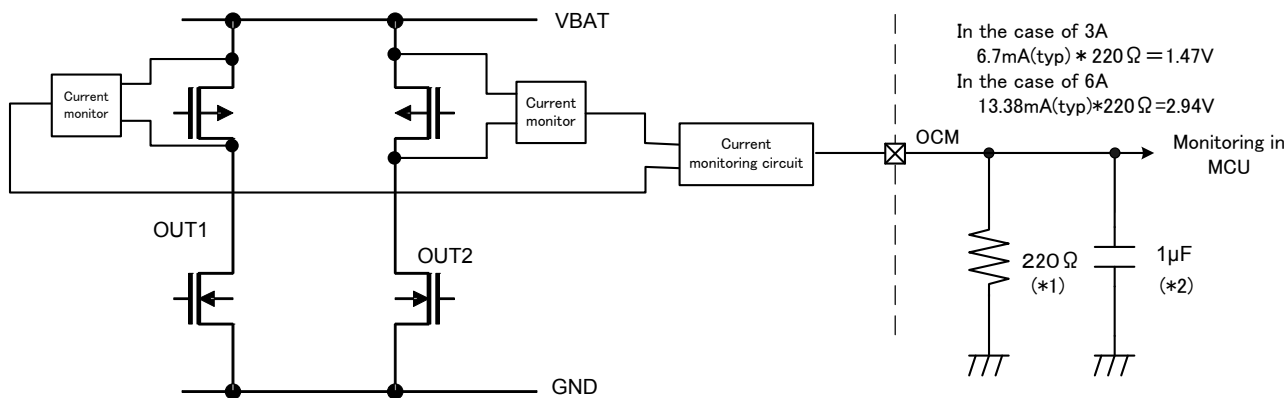 VBAT
In the case of 3A
6.7mA(typ)*220Ω=1.47V
In the case of 6A
13.38mA(typ)*220Ω=2.94V
Current
monitor
Current
monitor
Current
monitoring circuit
OCM
Monitoring in
MCU
OUT1
OUT2
220Ω
(*1)
1µF
(*2)
GND